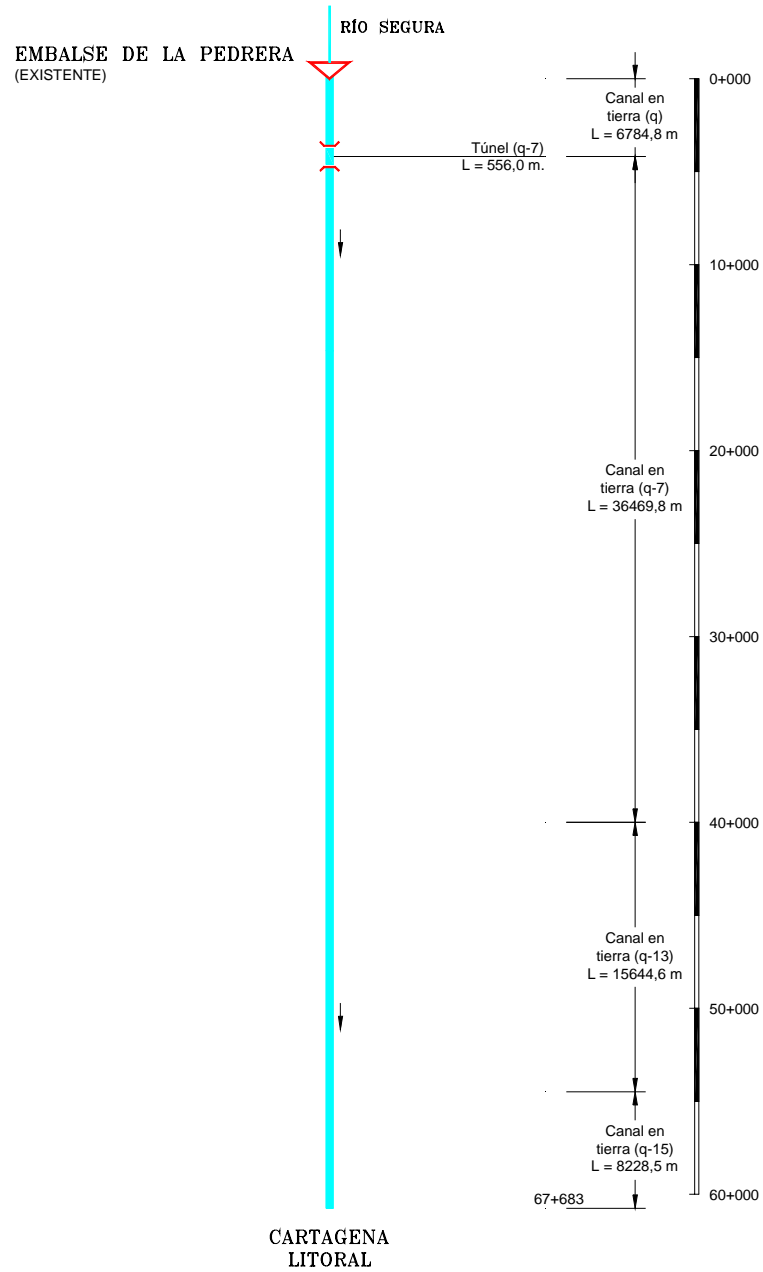 RÍO SEGURA
EMBALSE DE LA PEDRERA
(EXISTENTE)
0+000
Canal en
tierra (q)
L = 6784,8 m
Túnel (q-7)
L = 556,0 m.
10+000
20+000
Canal en
tierra (q-7)
L = 36469,8 m
30+000
40+000
Canal en
tierra (q-13)
L = 15644,6 m
50+000
Canal en
tierra (q-15)
L = 8228,5 m
67+683
60+000
CARTAGENA
LITORAL